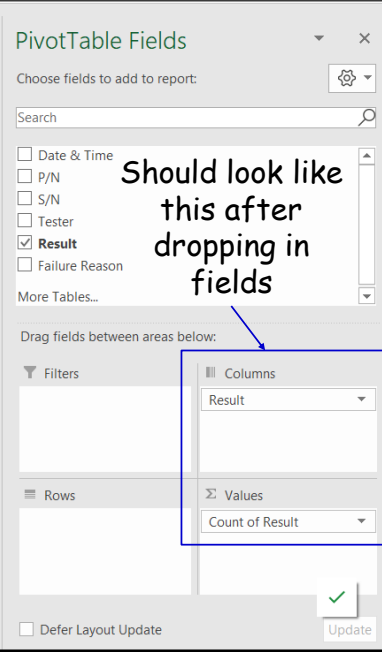 PivotTable Fields
Choose fields to add to report:
Search
Date & Time
P/N
S/N
Tester
Result
Failure Reason
More Tables...
Should look like
this after
dropping in
fields
Drag fields between areas below:
Filters
Columns
Result
Rows
Σ Values
Count of Result
Defer Layout Update
Update